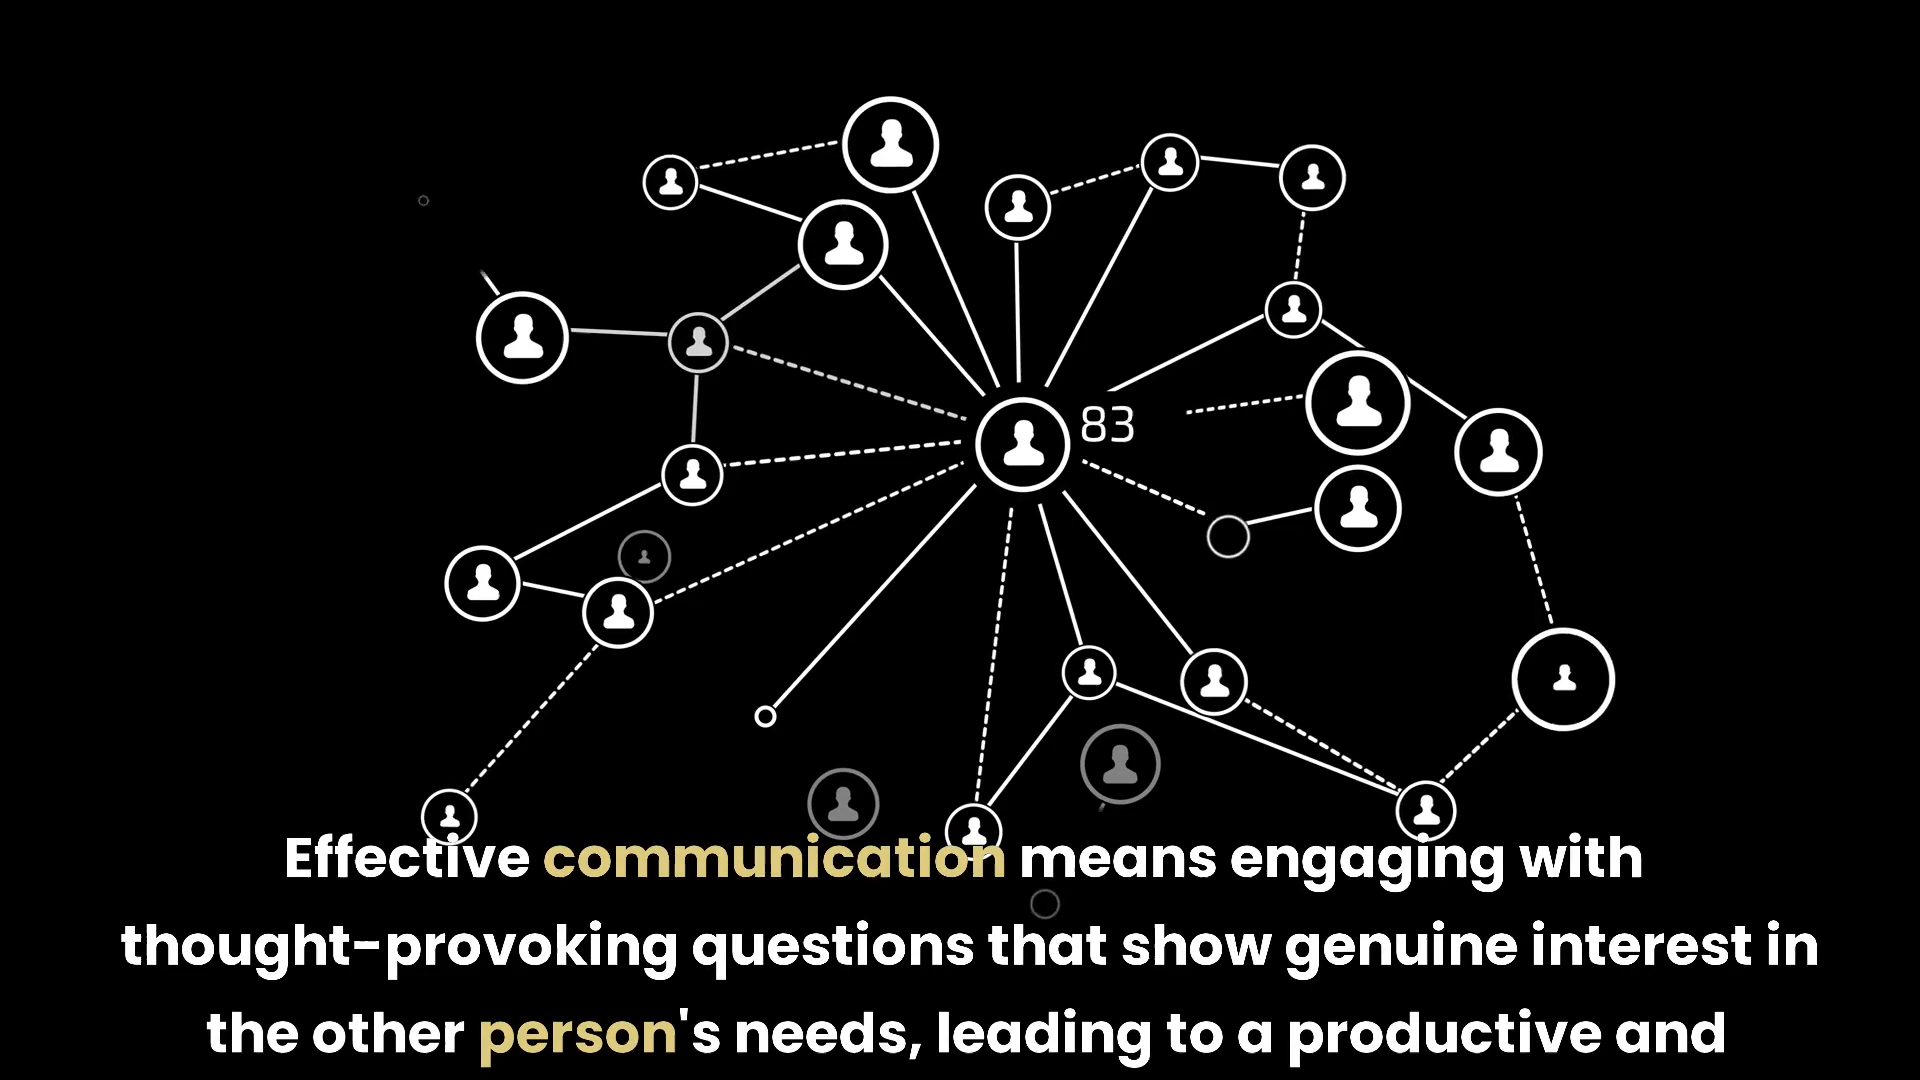 83
Effective communication means engaging with
thought-provoking questions that show genuine interest in
the other person's needs, leading to a productive and